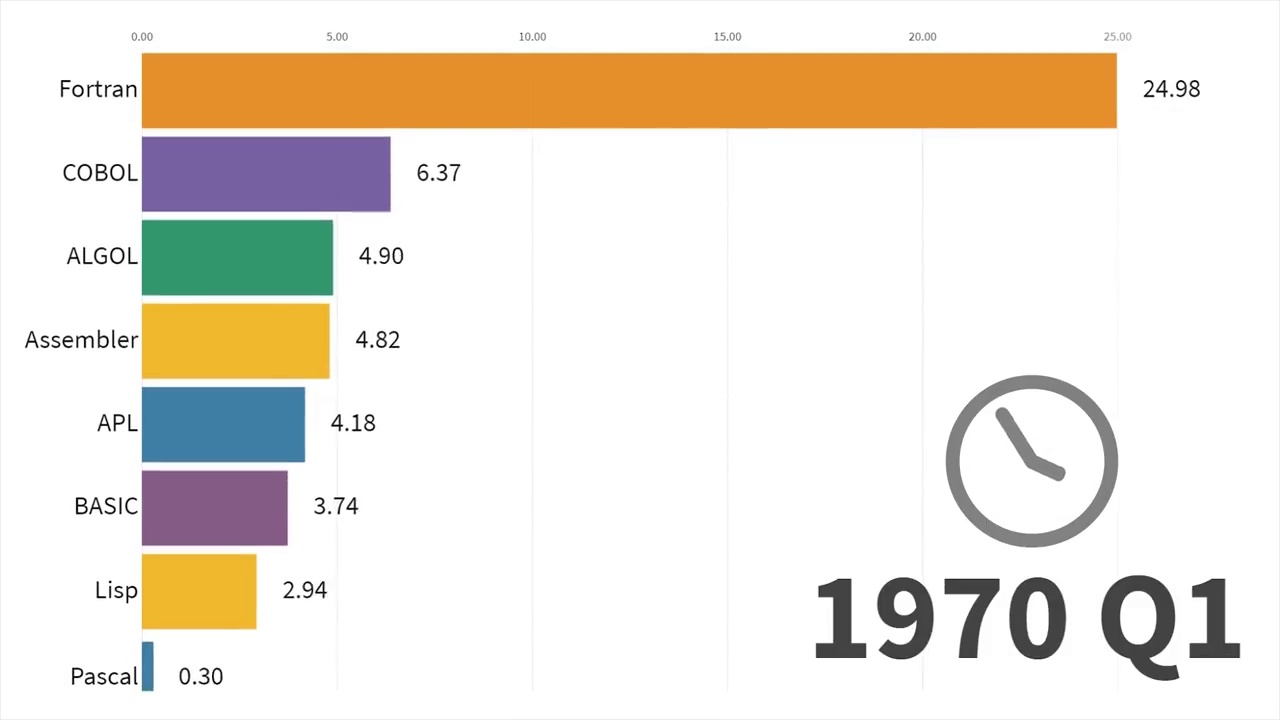 0.00 5.00 10.00 15.00 20.00 25.00
Fortran 24.98
COBOL 6.37
ALGOL 4.90
Assembler 4.82
APL 4.18
BASIC 3.74
Lisp 2.94
Pascal 0.30
1970 Q1